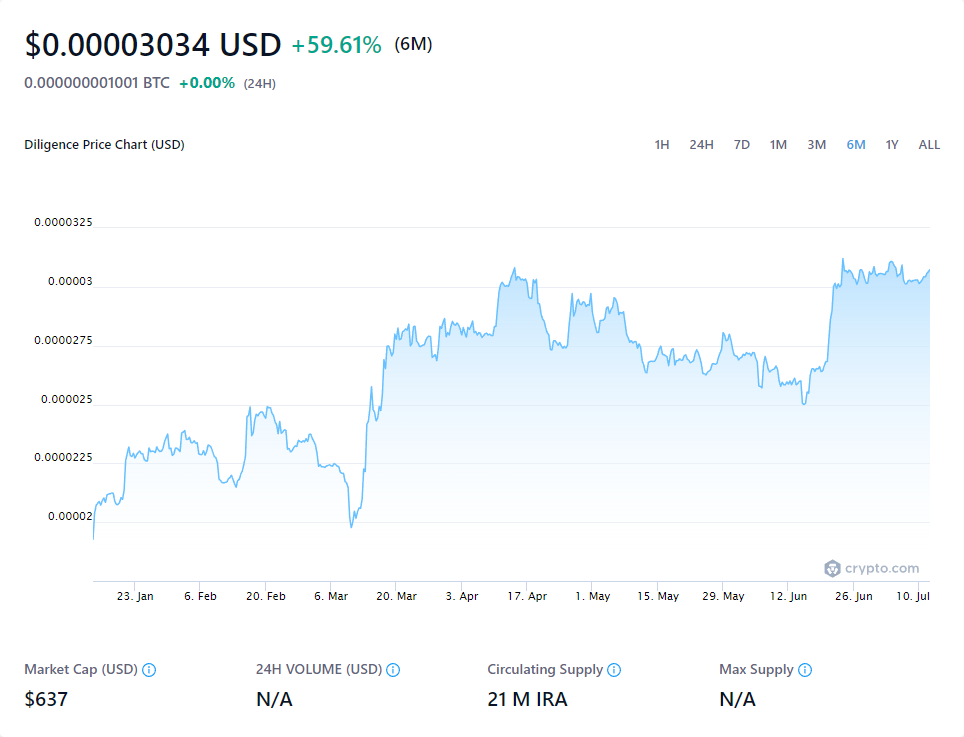 $0.00003034 USD +59.61% (6M)
0.000000001001 BTC +0.00% (24H)
Diligence Price Chart (USD) 1H 24H 7D 1M 3M 6M 1Y ALL
0.0000325
0.00003
0.0000275
0.000025
0.0000225
0.00002
crypto.com
23. Jan 6. Feb 20. Feb 6. Mar 20. Mar 3. Apr 17. Apr 1. May 15. May 29. May 12. Jun 26. Jun 10. Jul
Market Cap (USD) 24H VOLUME (USD) Circulating Supply Max Supply
$637 N/A 21 M IRA N/A